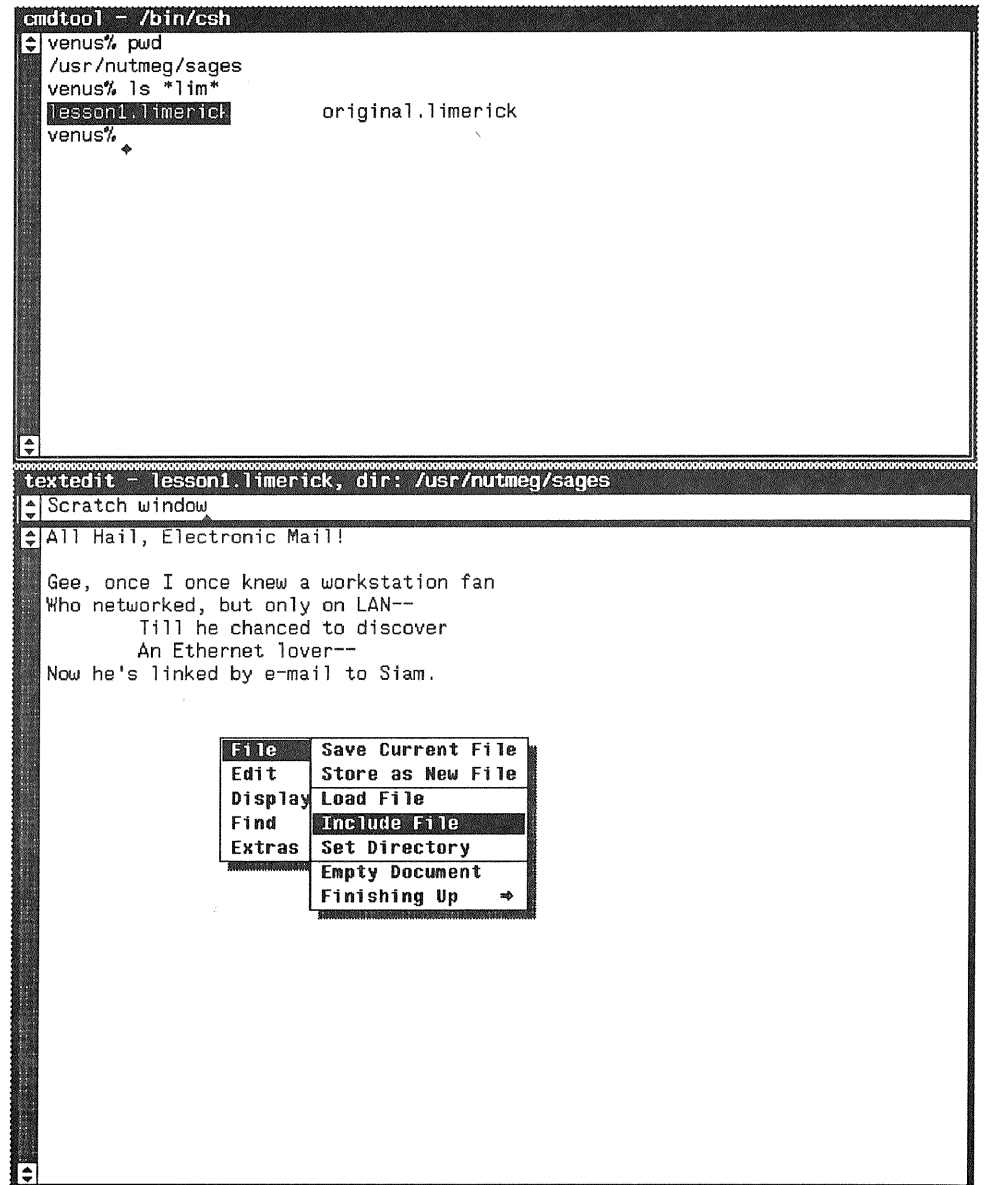 cmdtool - /bin/csh
venus% pwd
/usr/nutmeg/sages
venus% ls *lim*
lesson1.limerick original.limerick
venus%
textedit - lesson1.limerick, dir: /usr/nutmeg/sages
Scratch window
All Hail, Electronic Mail!
Gee, once I once knew a workstation fan
Who networked, but only on LAN--
Till he chanced to discover
An Ethernet lover--
Now he's linked by e-mail to Siam.
File Save Current File
Edit Store as New File
Display Load File
Find Include File
Extras Set Directory
Empty Document
Finishing Up ⇒